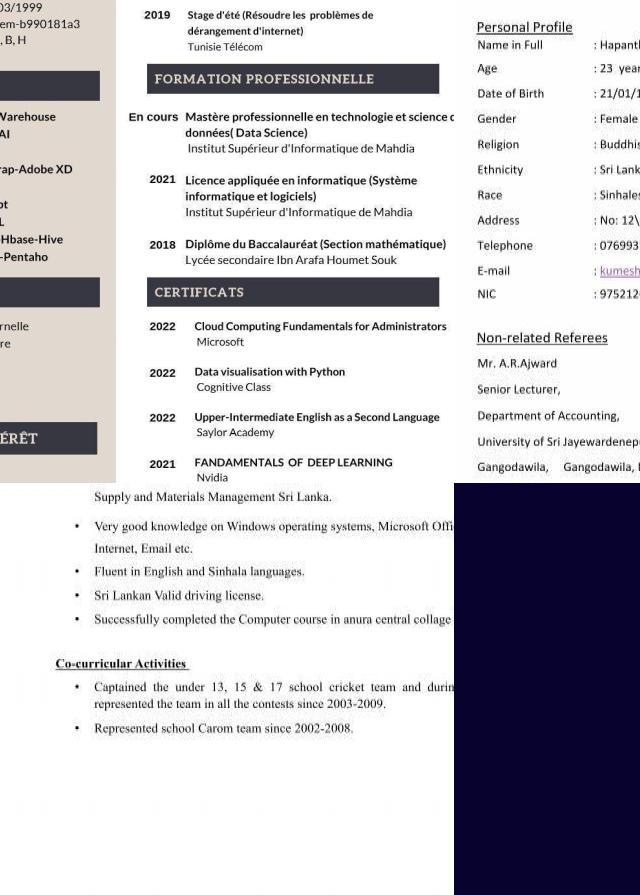 03/1999
em-b990181a3
, B, H
Warehouse
AI
rap-Adobe XD
pt
L
-Hbase-Hive
-Pentaho
rnelle
re
ÉRÊT
2019 Stage d'été (Résoudre les problèmes de
dérangement d'internet)
Tunisie Télécom
FORMATION PROFESSIONNELLE
En cours Mastère professionnelle en technologie et science d
données( Data Science)
Institut Supérieur d'Informatique de Mahdia
2021 Licence appliquée en informatique (Système
informatique et logiciels)
Institut Supérieur d'Informatique de Mahdia
2018 Diplôme du Baccalauréat (Section mathématique)
Lycée secondaire Ibn Arafa Houmet Souk
CERTIFICATS
2022 Cloud Computing Fundamentals for Administrators
Microsoft
2022 Data visualisation with Python
Cognitive Class
2022 Upper-Intermediate English as a Second Language
Saylor Academy
2021 FANDAMENTALS OF DEEP LEARNING
Nvidia
Personal Profile
Name in Full : Hapanth
Age : 23 year
Date of Birth : 21/01/1
Gender : Female
Religion : Buddhis
Ethnicity : Sri Lank
Race : Sinhales
Address : No: 12\
Telephone : 076993
E-mail : kumesh
NIC : 975212
Non-related Referees
Mr. A.R.Ajward
Senior Lecturer,
Department of Accounting,
University of Sri Jayewardenep
Gangodawila, Gangodawila,
Supply and Materials Management Sri Lanka.
• Very good knowledge on Windows operating systems, Microsoft Offi
Internet, Email etc.
• Fluent in English and Sinhala languages.
• Sri Lankan Valid driving license.
• Successfully completed the Computer course in anura central collage
Co-curricular Activities
• Captained the under 13, 15 & 17 school cricket team and durin
represented the team in all the contests since 2003-2009.
• Represented school Carom team since 2002-2008.